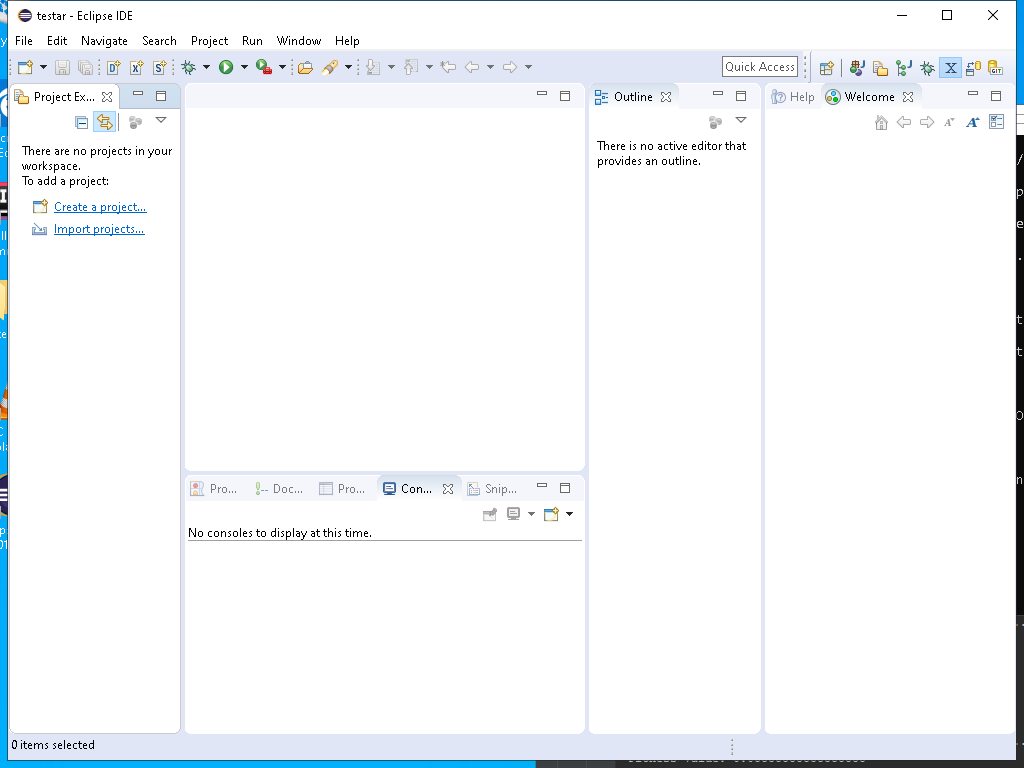 testar - Eclipse IDE
File Edit Navigate Search Project Run Window Help
Quick Access
Project Ex...
Outline
Help
Welcome
There are no projects in your
workspace.
To add a project:
Create a project...
Import projects...
There is no active editor that
provides an outline.
Pro...
Doc...
Pro...
Con...
Snip...
No consoles to display at this time.
0 items selected